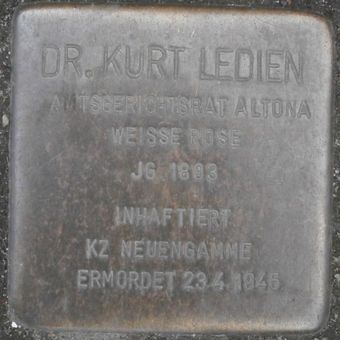 DR. KURT LEDIEN
AMTSGERICHTSRAT ALTONA
WEISSE ROSE
JG. 1893
INHAFTIERT
KZ NEUENGAMME
ERMORDET 23.4.1945